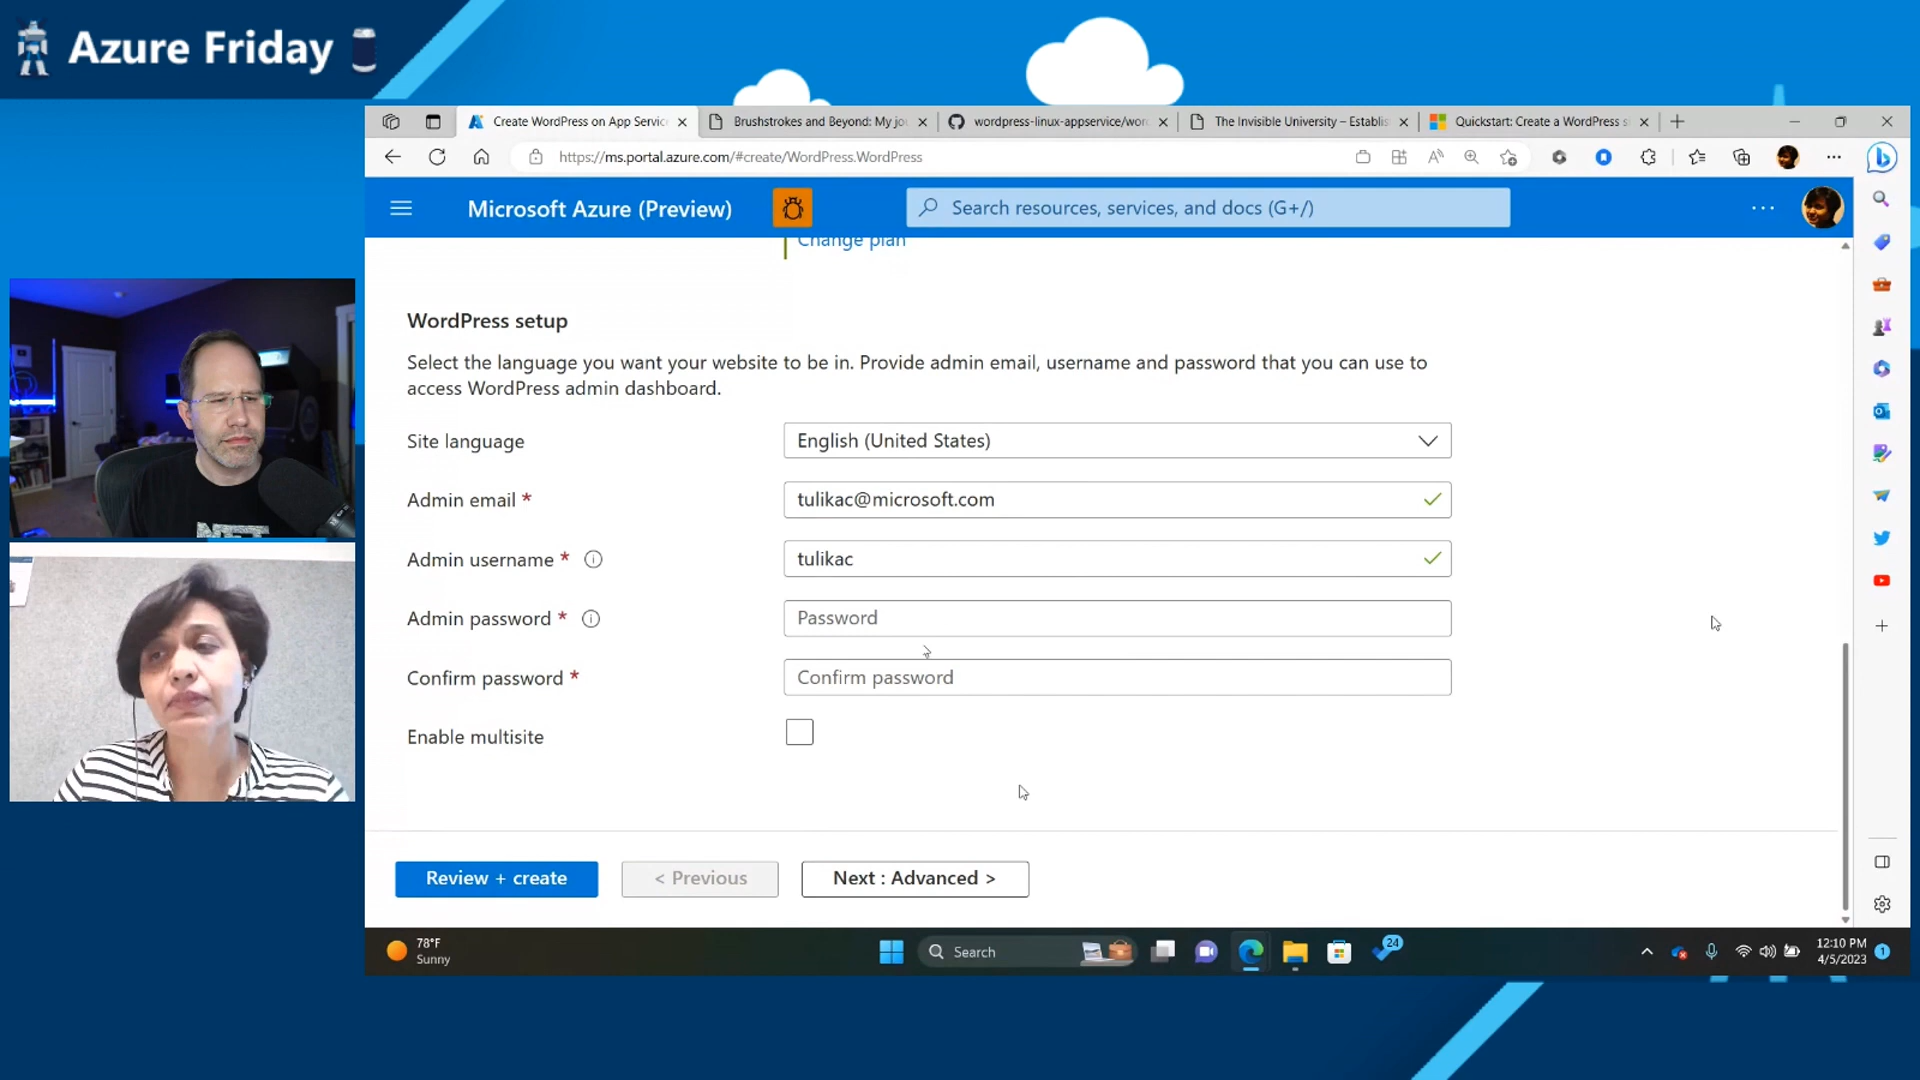 Azure Friday
Create WordPress on App Servic
Brushstrokes and Beyond: My jo
wordpress-linux-appservice/wor
The Invisible University – Establis
Quickstart: Create a WordPress s
https://ms.portal.azure.com/#create/WordPress.WordPress
Microsoft Azure (Preview)
Search resources, services, and docs (G+/)
Change plan
WordPress setup
Select the language you want your website to be in. Provide admin email, username and password that you can use to
access WordPress admin dashboard.
Site language
English (United States)
Admin email *
tulikac@microsoft.com
Admin username *
tulikac
Admin password *
Password
Confirm password *
Confirm password
Enable multisite
Review + create
< Previous
Next : Advanced >
78°F
Sunny
Search
24
12:10 PM
4/5/2023
1